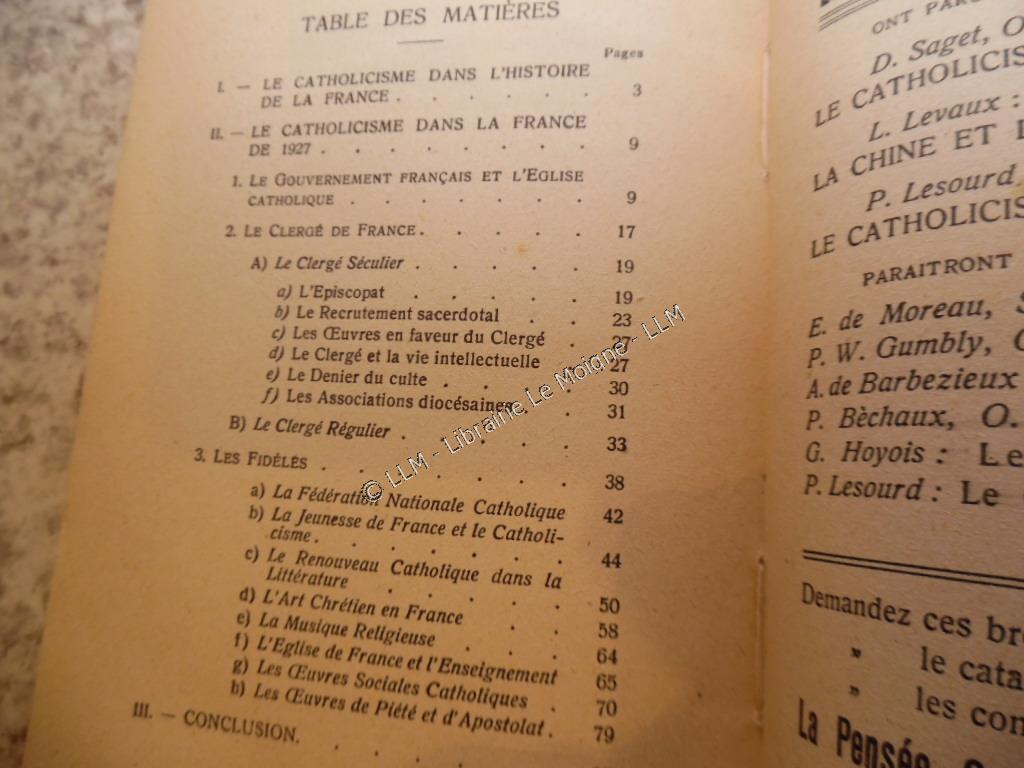 TABLE DES MATIÈRES
Pages
I. — LE CATHOLICISME DANS L'HISTOIRE
DE LA FRANCE . . . . . . 3
II. — LE CATHOLICISME DANS LA FRANCE
DE 1927 . . . . . . . . 9
1. LE GOUVERNEMENT FRANÇAIS ET L'EGLISE
CATHOLIQUE . . . . . . . 9
2. LE CLERGÉ DE FRANCE . . . . . 17
A) Le Clergé Séculier . . . . . 19
a) L'Episcopat . . . . . 19
b) Le Recrutement sacerdotal . . 23
c) Les Œuvres en faveur du Clergé . 27
d) Le Clergé et la vie intellectuelle 27
e) Le Denier du culte . . . . 30
f) Les Associations diocésaines . . 31
B) Le Clergé Régulier . . . . . 33
3. LES FIDÉLÉS . . . . . . . 38
a) La Fédération Nationale Catholique 42
b) La Jeunesse de France et le Catholi-
cisme . . . . . . . 44
c) Le Renouveau Catholique dans la
Littérature . . . . . . 50
d) L'Art Chrétien en France . . 58
e) La Musique Religieuse . . . 64
f) L'Eglise de France et l'Enseignement 65
g) Les Œuvres Sociales Catholiques . 70
h) Les Œuvres de Piété et d'Apostolat . 79
III. — CONCLUSION. . . . .
© LLM - Librairie Le Moigne - LLM
ONT PARU
D. Saget, O
LE CATHOLICIS
L. Levaux :
LA CHINE ET L
P. Lesourd
LE CATHOLICIS
PARAITRONT
E. de Moreau, S
P. W. Gumbly,
A. de Barbezieux
P. Bèchaux, O.
G. Hoyois : Le
P. Lesourd : Le
Demandez ces bro
" le cata
" les con
La Pensée